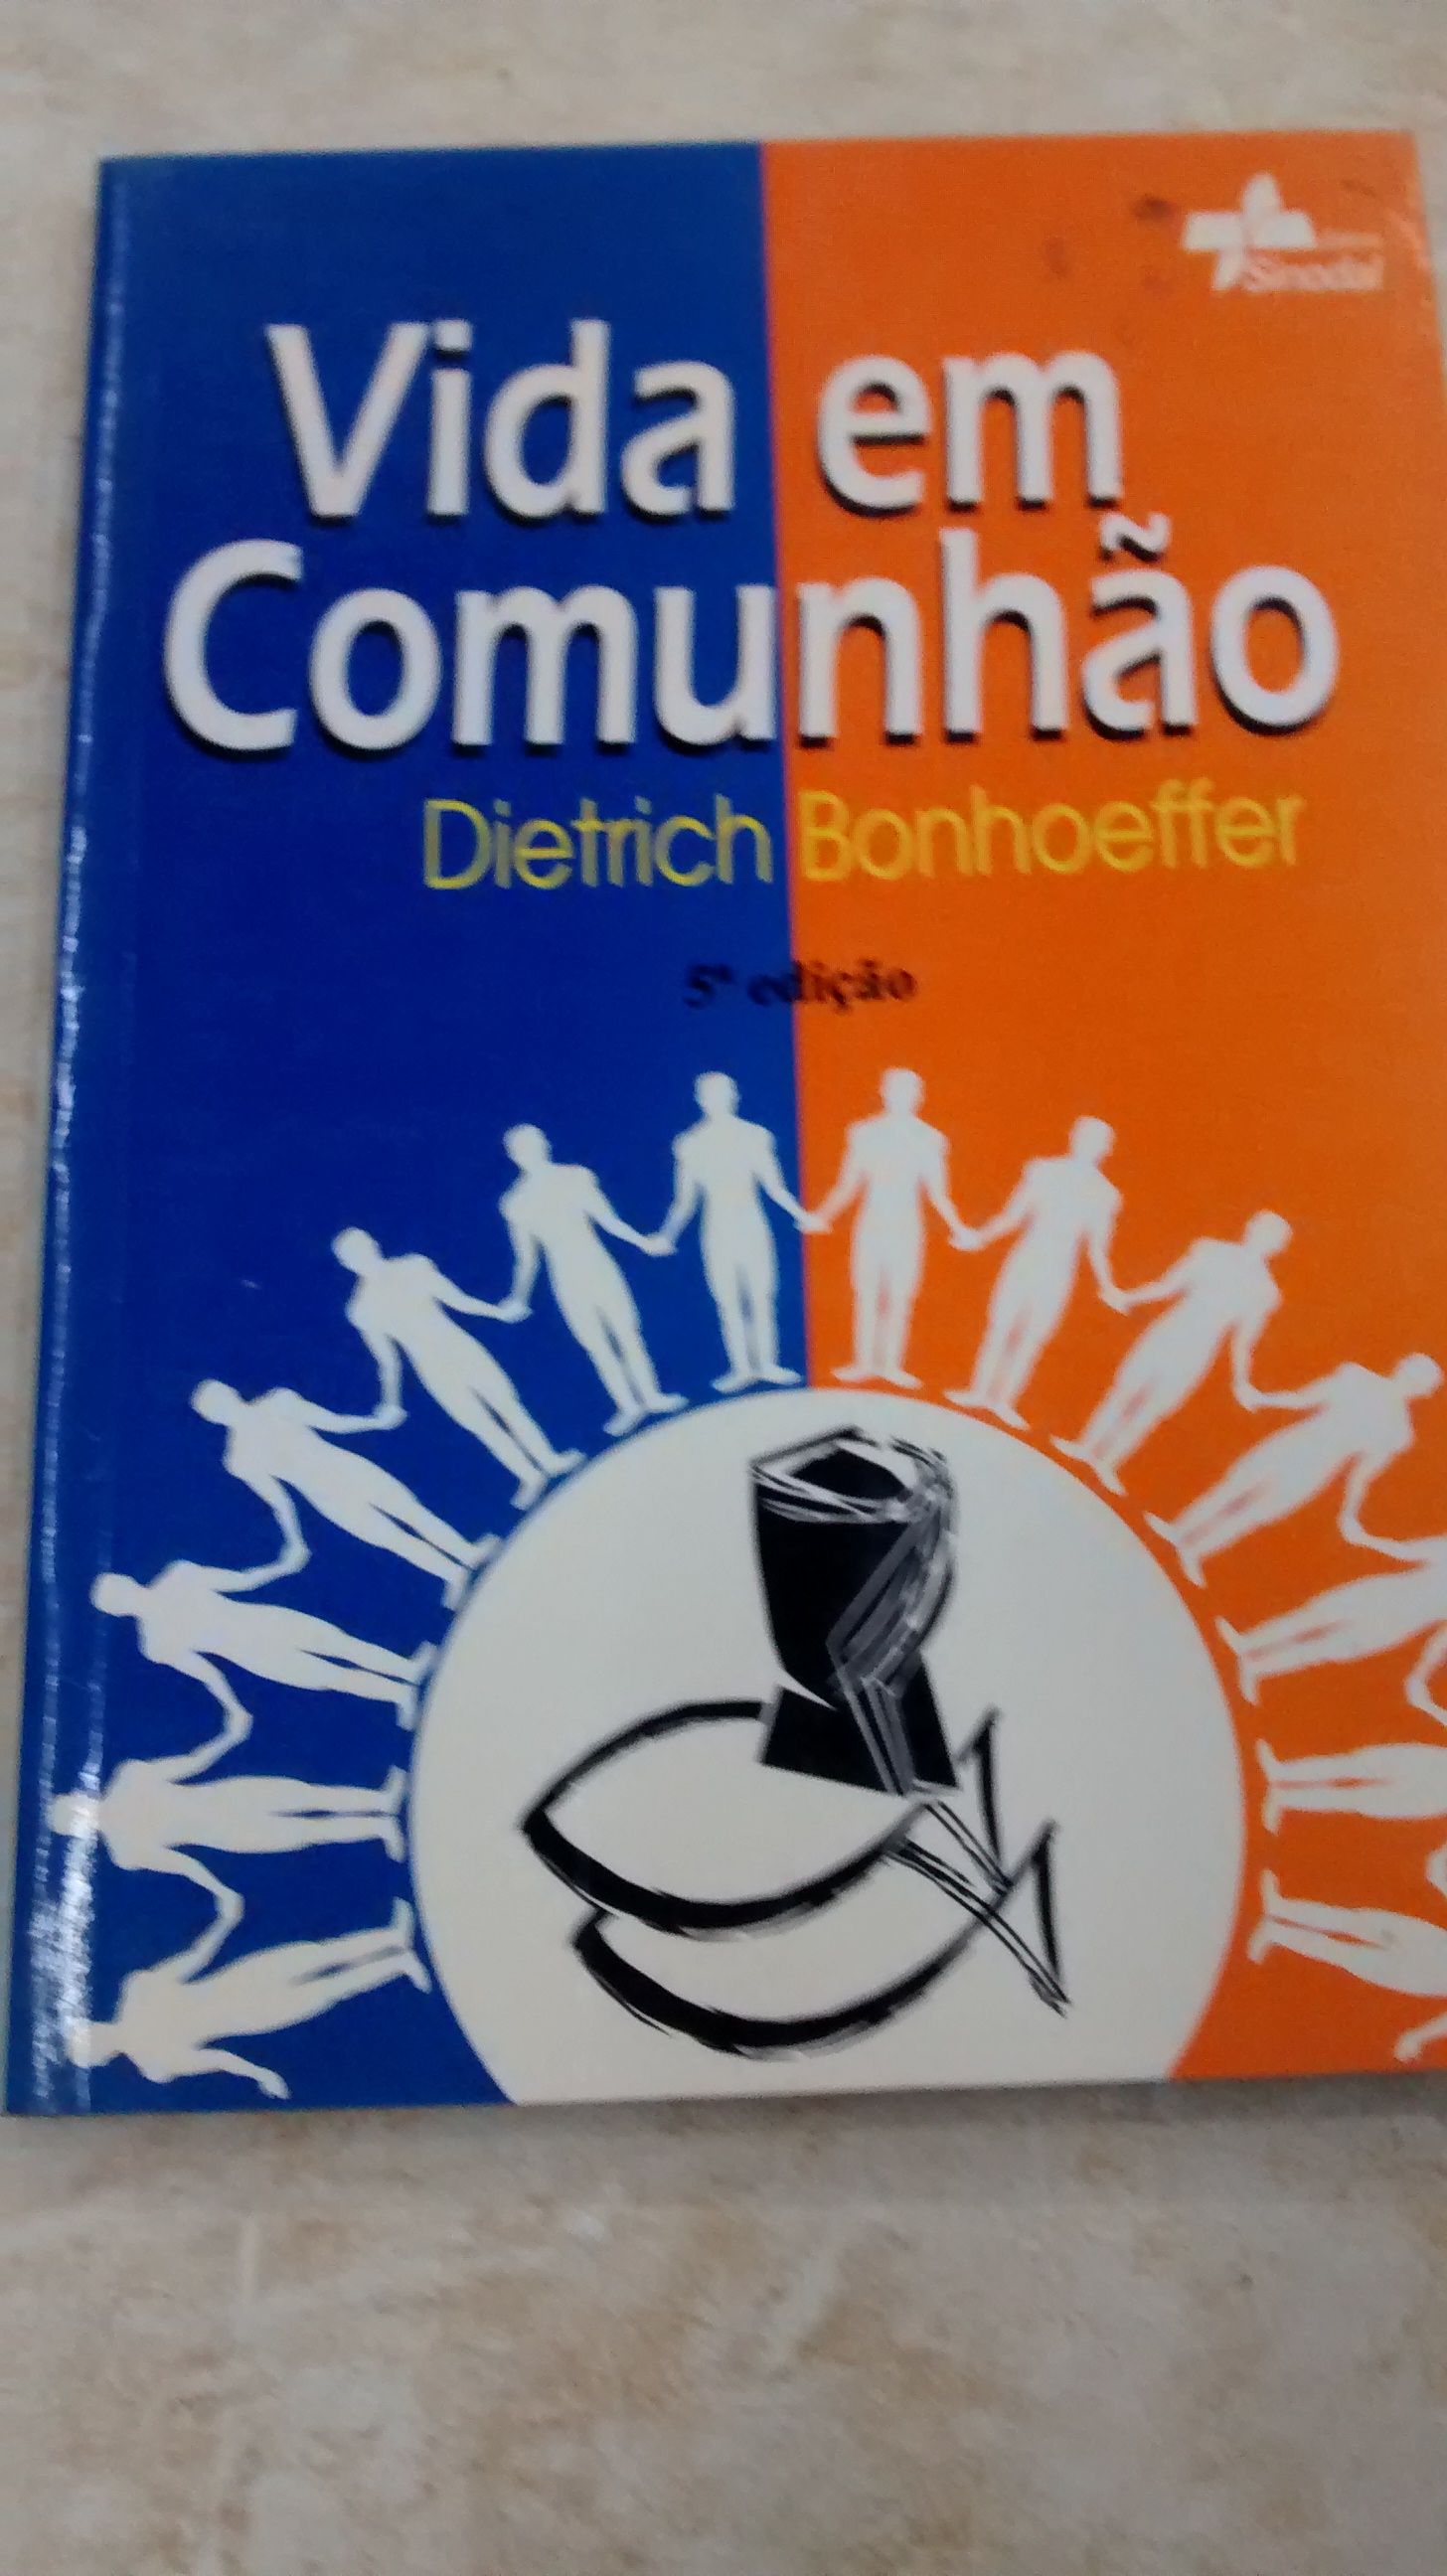 Sinodal
Vida em
Comunhão
Dietrich Bonhoeffer
5ª edição